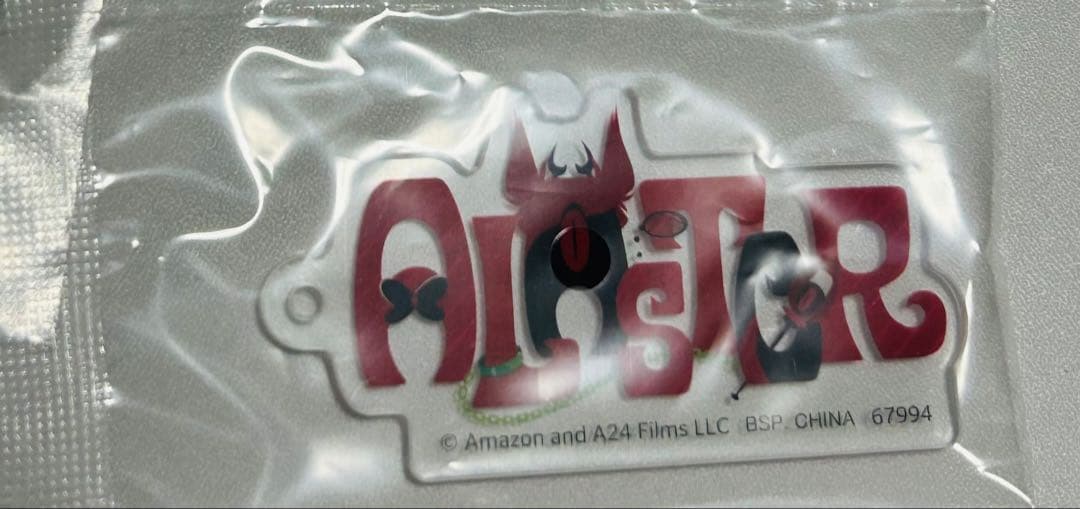 ALASTOR
© Amazon and A24 Films LLC BSP. CHINA 67994